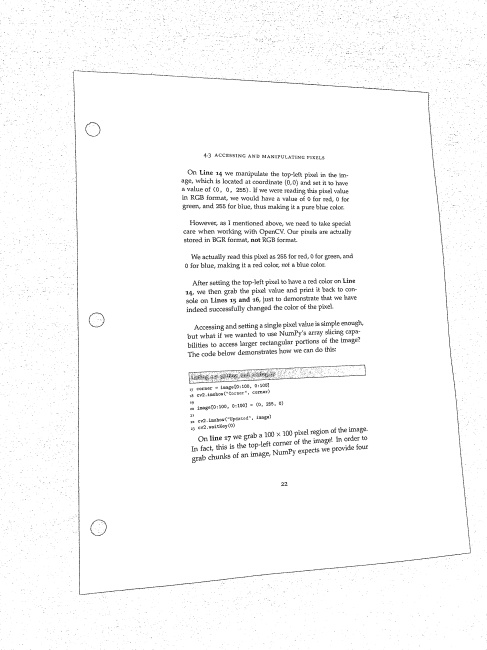 4.3 ACCESSING AND MANIPULATING PIXELS
On Line 14 we manipulate the top-left pixel in the im-
age, which is located at coordinate (0,0) and set it to have
a value of (0, 0, 255). If we were reading this pixel value
in RGB format, we would have a value of 0 for red, 0 for
green, and 255 for blue, thus making it a pure blue color.
However, as I mentioned above, we need to take special
care when working with OpenCV. Our pixels are actually
stored in BGR format, not RGB format.
We actually read this pixel as 255 for red, 0 for green, and
0 for blue, making it a red color, not a blue color.
After setting the top-left pixel to have a red color on Line
14, we then grab the pixel value and print it back to con-
sole on Lines 15 and 16, just to demonstrate that we have
indeed successfully changed the color of the pixel.
Accessing and setting a single pixel value is simple enough,
but what if we wanted to use NumPy's array slicing capa-
bilities to access larger rectangular portions of the image?
The code below demonstrates how we can do this:
17 corner = image[0:100, 0:100]
18 cv2.imshow("Corner", corner)
19
20 image[0:100, 0:100] = (0, 255, 0)
21
22 cv2.imshow("Updated", image)
23 cv2.waitKey(0)
On line 17 we grab a 100 × 100 pixel region of the image.
In fact, this is the top-left corner of the image! In order to
grab chunks of an image, NumPy expects we provide four
22